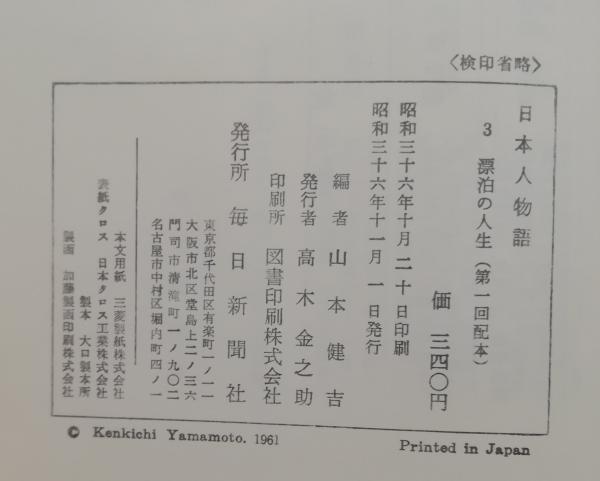 〈検印省略〉
日本人物語
3 漂泊の人生（第一回配本）
価 三四〇円
昭和三十六年十月二十日印刷
昭和三十六年十一月一日発行
編者 山本健吉
発行者 高木金之助
印刷所 図書印刷株式会社
発行所 毎日新聞社
東京都千代田区有楽町一ノ一一
大阪市北区堂島上二ノ三六
門司市清滝町一ノ九〇二
名古屋市中村区堀内町四ノ一
本文用紙 三菱製紙株式会社
表紙クロス 日本クロス工業株式会社
製本 大口製本所
製函 加藤製函印刷株式会社
© Kenkichi Yamamoto. 1961
Printed in Japan